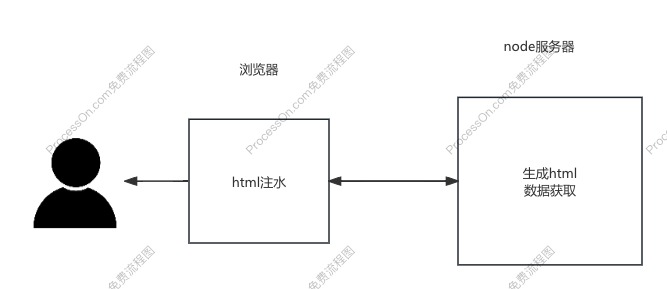 node服务器
浏览器
html注水
生成html
数据获取
ProcessOn.com免费流程图
ProcessOn.com免费流程图
ProcessOn.com免费流程图
ProcessOn.com免费流程图
免费流程图
免费流程图
免费流程图